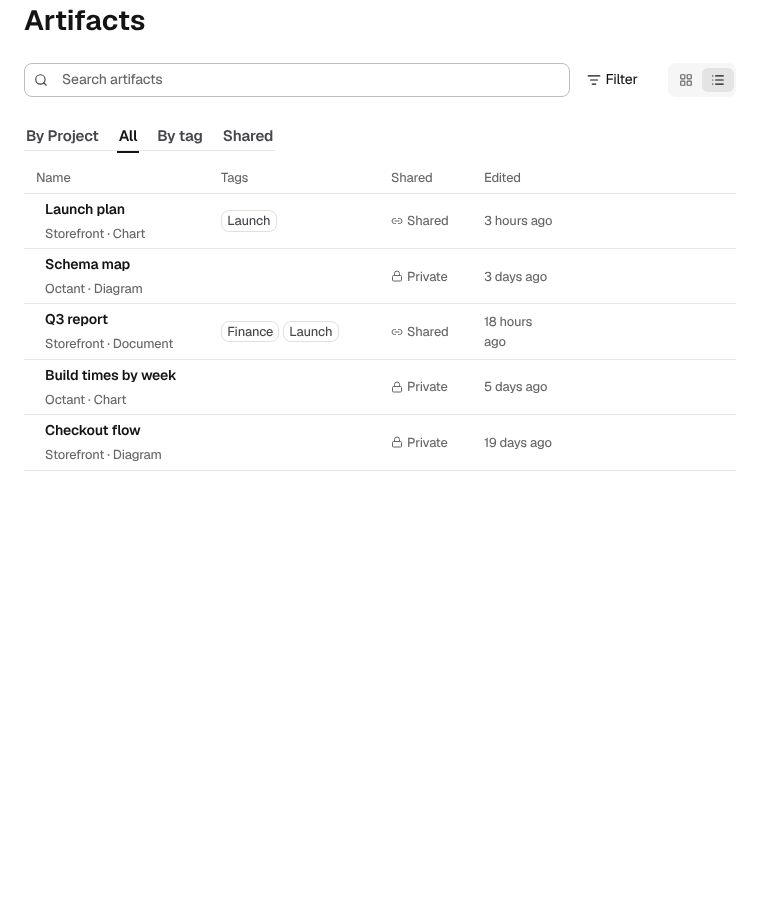 Artifacts
Search artifacts
Filter
By Project All By tag Shared
Name Tags Shared Edited
Launch plan
Storefront · Chart
Launch
Shared
3 hours ago
Schema map
Octant · Diagram
Private
3 days ago
Q3 report
Storefront · Document
Finance Launch
Shared
18 hours
ago
Build times by week
Octant · Chart
Private
5 days ago
Checkout flow
Storefront · Diagram
Private
19 days ago